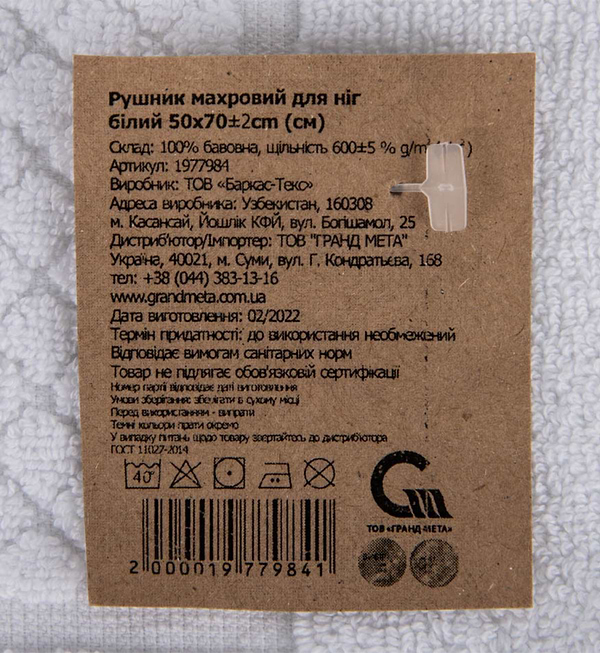 Рушник махровий для ніг
білий 50х70±2cm (см)
Склад: 100% бавовна, щільність 600±5 % g/m
Артикул: 1977984
Виробник: ТОВ «Баркас-Текс»
Адреса виробника: Узбекистан, 160308
м. Касансай, Йошлік КФЙ, вул. Богішамол, 25
Дистриб'ютор/Імпортер: ТОВ "ГРАНД МЕТА"
Україна, 40021, м. Суми, вул. Г. Кондратьєва, 168
тел: +38 (044) 383-13-16
www.grandmeta.com.ua
Дата виготовлення: 02/2022
Термін придатності: до використання необмежений
Відповідає вимогам санітарних норм
Товар не підлягає обов'язковій сертифікації
Номер партії відповідає даті виготовлення
Умови зберігання: зберігати в сухому місці
Перед використанням - випрати
Темні кольори прати окремо
У випадку питань щодо товару звертайтесь до дистриб'ютора
ГОСТ 11027-2014
40°
Gm
ТОВ «ГРАНД МЕТА»
2 000019 779841